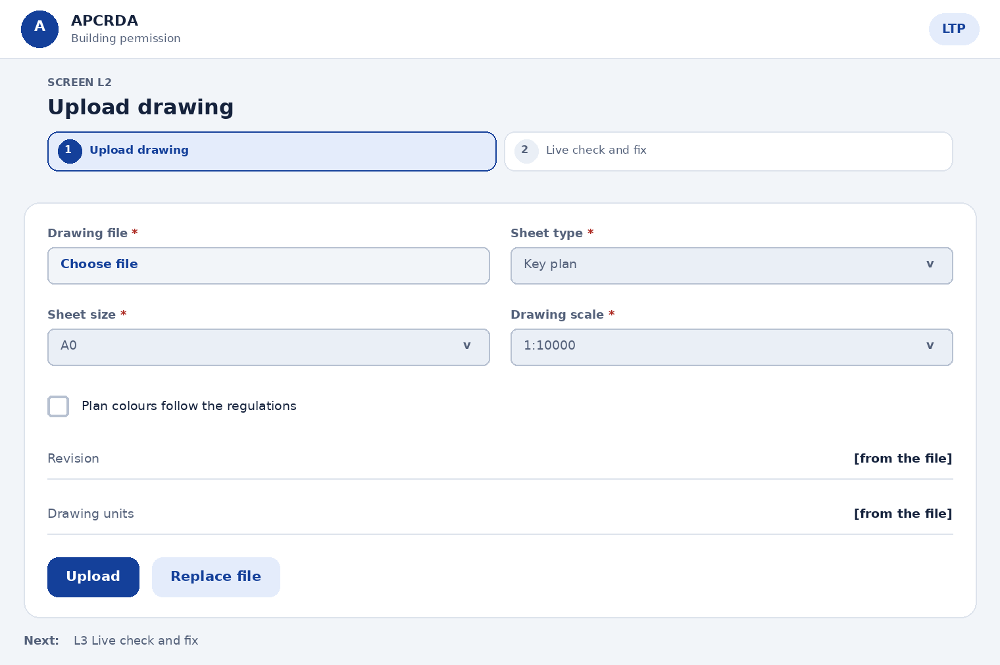 A
APCRDA
Building permission
LTP
SCREEN L2
Upload drawing
1 Upload drawing
2 Live check and fix
Drawing file *
Choose file
Sheet type *
Key plan v
Sheet size *
A0 v
Drawing scale *
1:10000 v
Plan colours follow the regulations
Revision [from the file]
Drawing units [from the file]
Upload
Replace file
Next: L3 Live check and fix